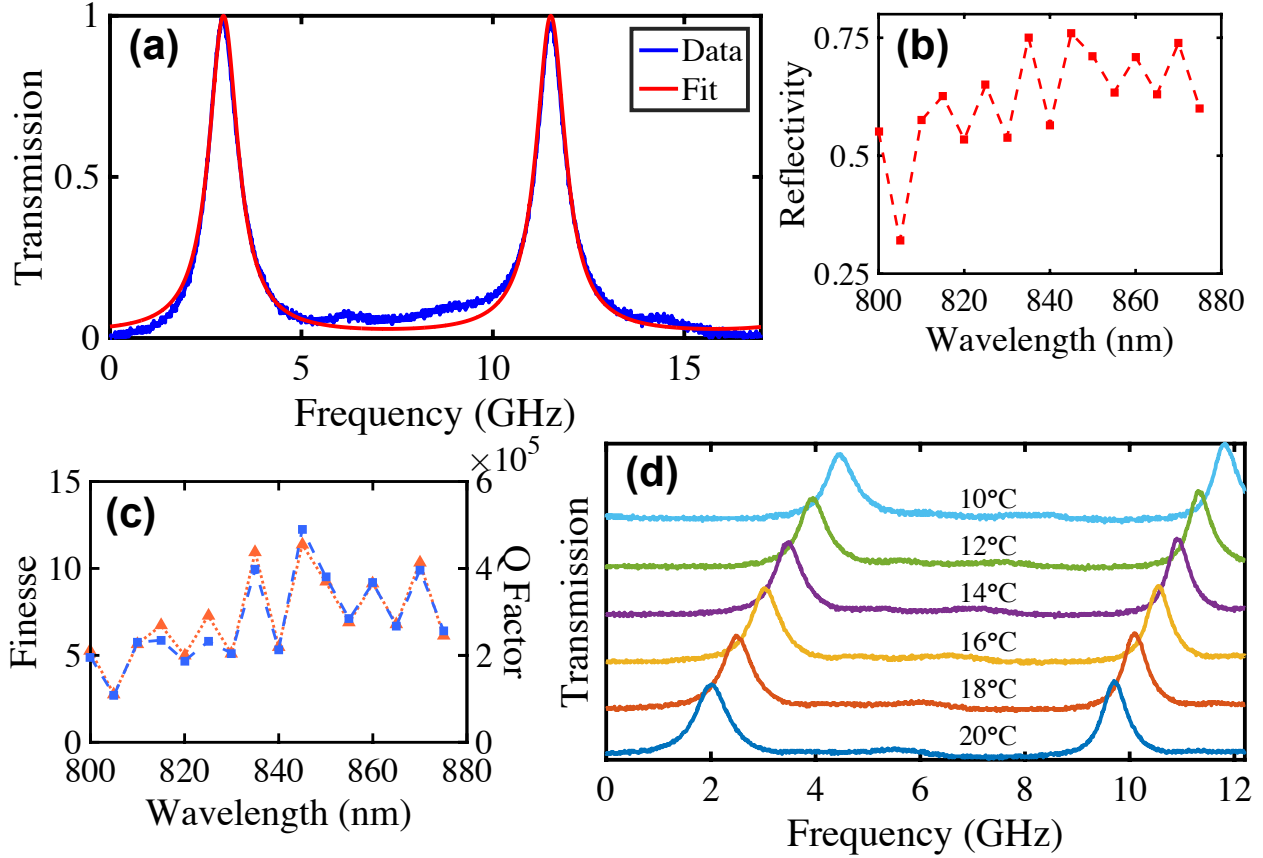 (a)
Data
Fit
1
0.5
0
0
5
10
15
Transmission
Frequency (GHz)
(b)
0.75
0.5
0.25
800
820
840
860
880
Reflectivity
Wavelength (nm)
(c)
15
10
5
0
×10⁵
6
4
2
0
800
820
840
860
880
Finesse
Q Factor
Wavelength (nm)
(d)
10°C
12°C
14°C
16°C
18°C
20°C
0
2
4
6
8
10
12
Transmission
Frequency (GHz)